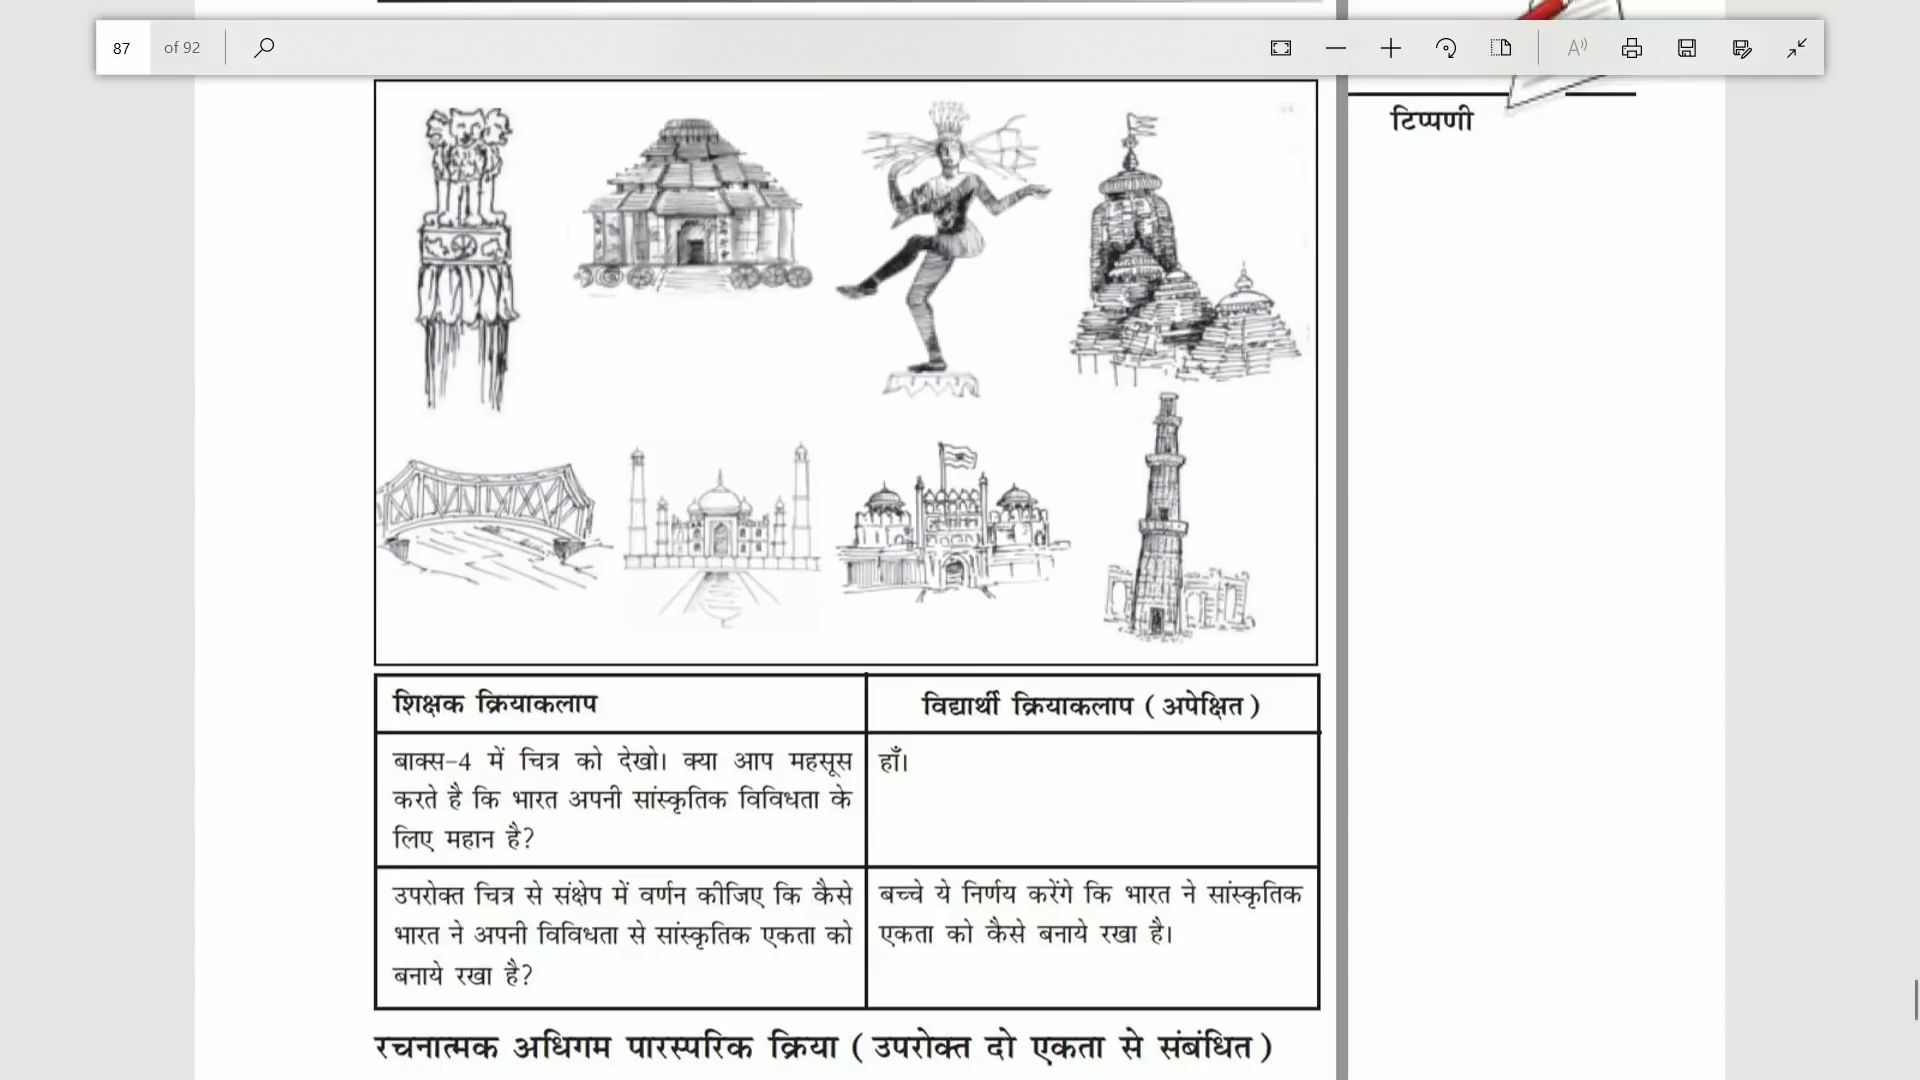 87 of 92
टिप्पणी
शिक्षक क्रियाकलाप
विद्यार्थी क्रियाकलाप ( अपेक्षित )
बाक्स-4 में चित्र को देखो। क्या आप महसूस
करते है कि भारत अपनी सांस्कृतिक विविधता के
लिए महान है?
हाँ।
उपरोक्त चित्र से संक्षेप में वर्णन कीजिए कि कैसे
भारत ने अपनी विविधता से सांस्कृतिक एकता को
बनाये रखा है?
बच्चे ये निर्णय करेंगे कि भारत ने सांस्कृतिक
एकता को कैसे बनाये रखा है।
रचनात्मक अधिगम पारस्परिक क्रिया ( उपरोक्त दो एकता से संबंधित )